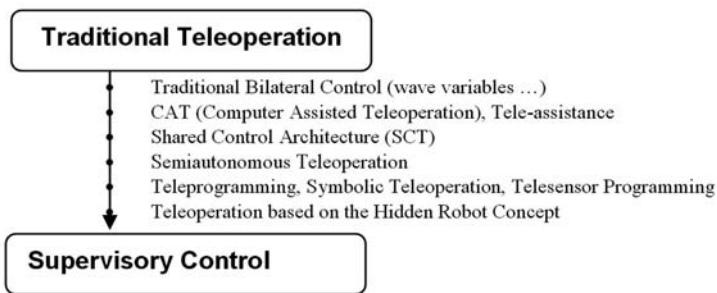 Traditional Teleoperation
Traditional Bilateral Control (wave variables …)
CAT (Computer Assisted Teleoperation), Tele-assistance
Shared Control Architecture (SCT)
Semiautonomous Teleoperation
Teleprogramming, Symbolic Teleoperation, Telesensor Programming
Teleoperation based on the Hidden Robot Concept
Supervisory Control